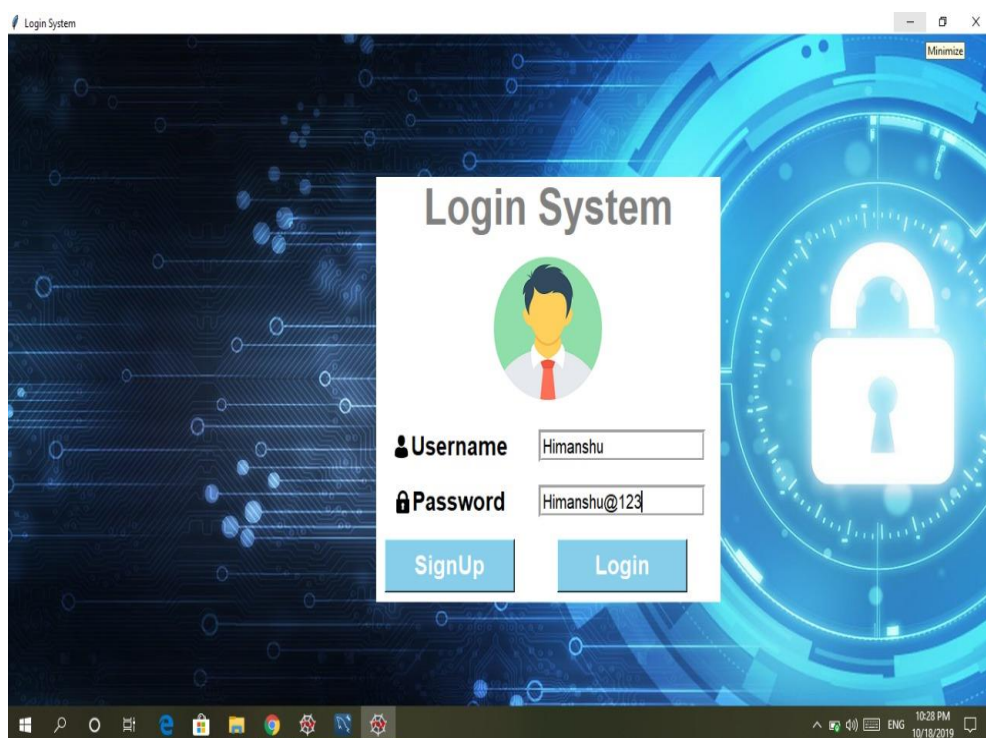 Login System
Minimize
Login System
Username Himanshu
Password Himanshu@123
SignUp Login
ENG 10:28 PM
10/18/2019